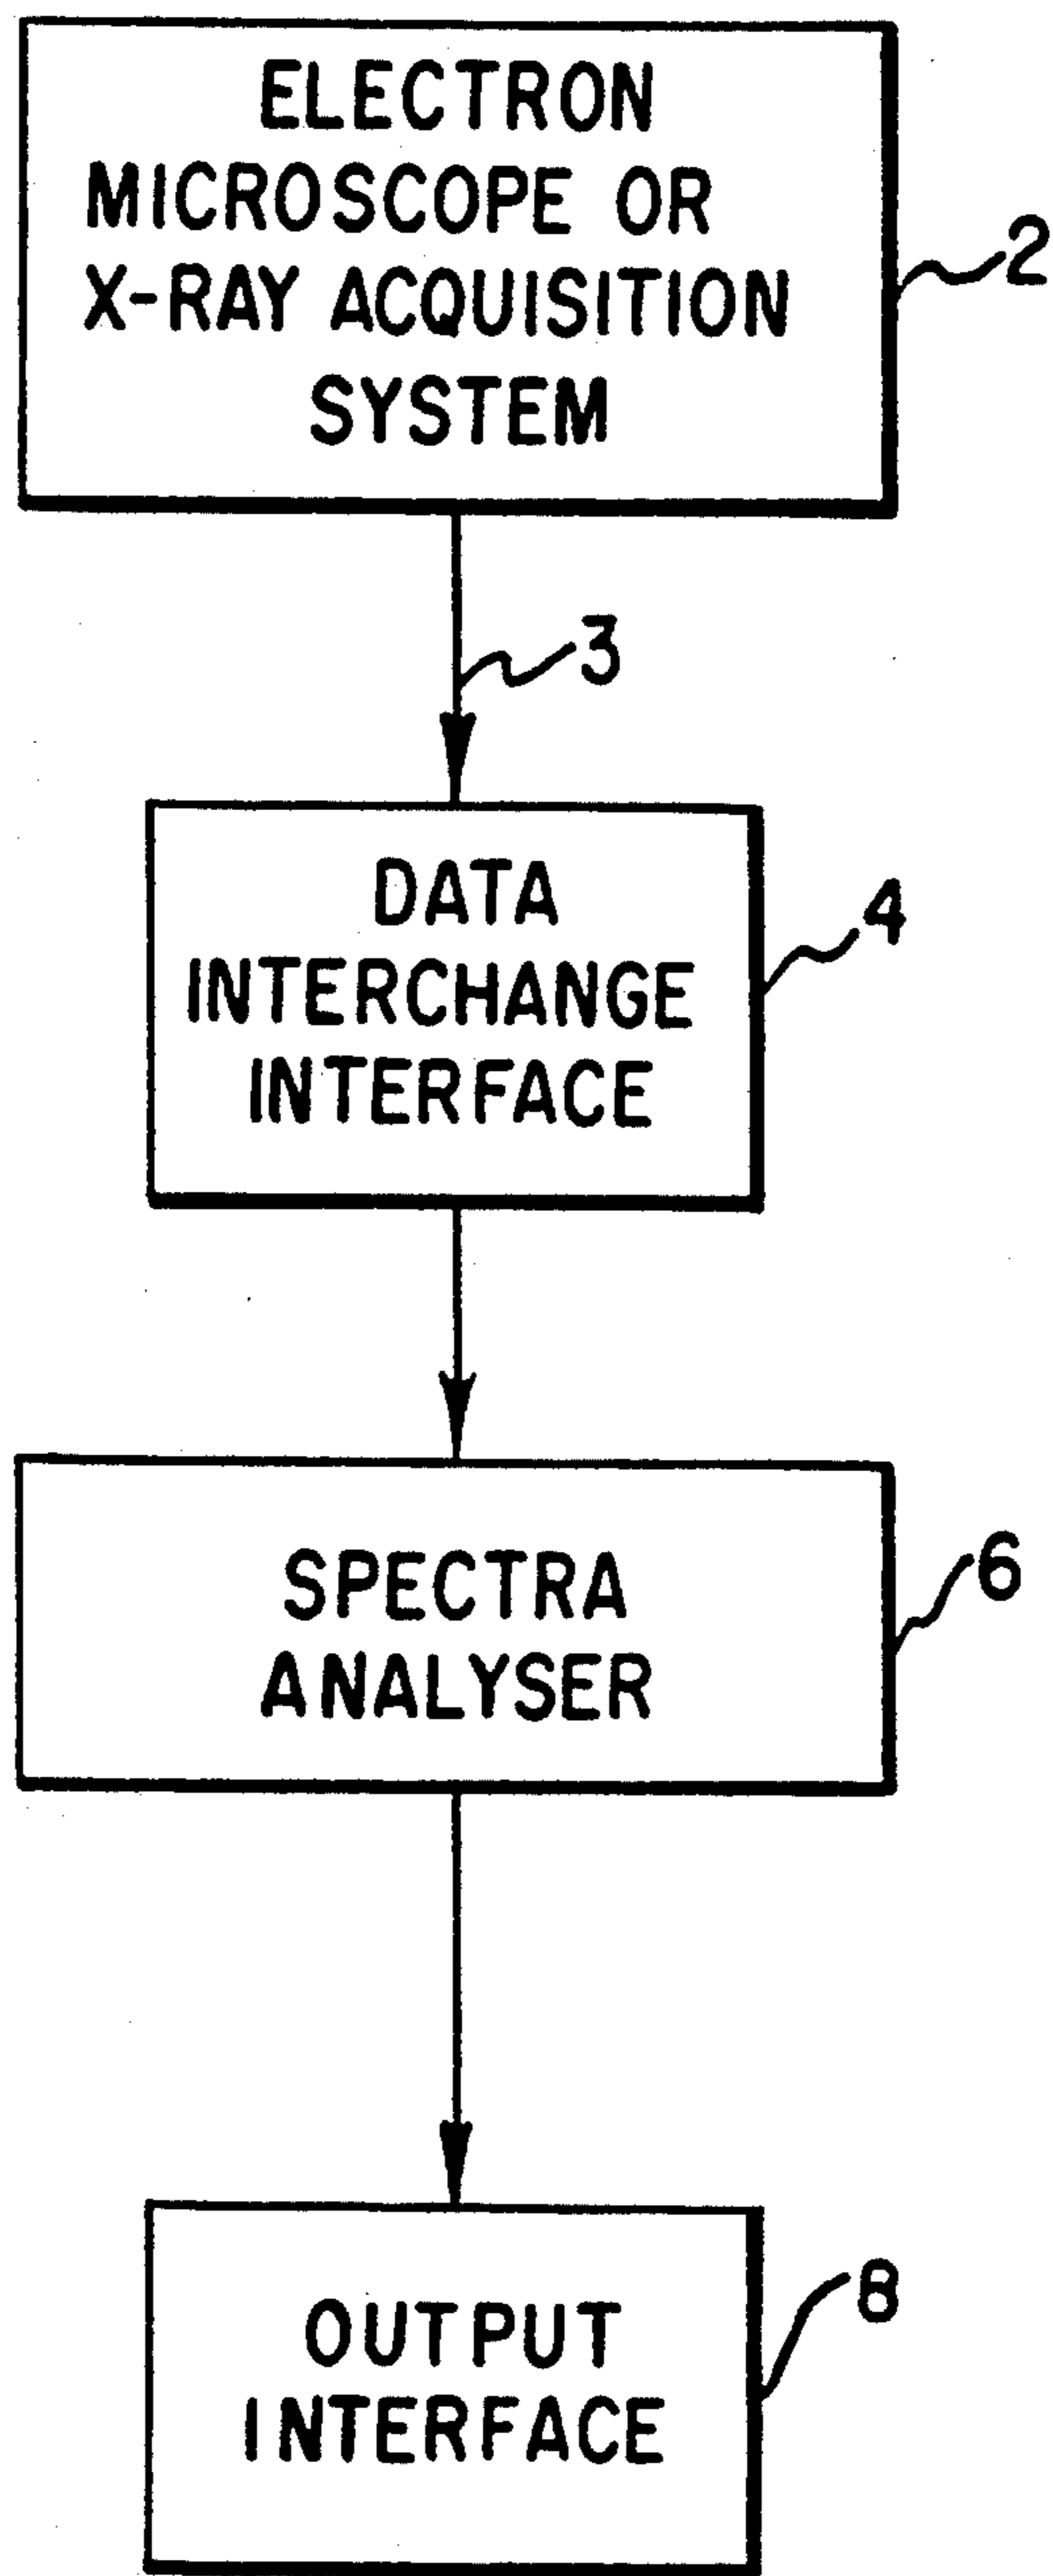 ELECTRON
MICROSCOPE OR
X-RAY ACQUISITION
SYSTEM
2
3
DATA
INTERCHANGE
INTERFACE
4
SPECTRA
ANALYSER
6
OUTPUT
INTERFACE
8